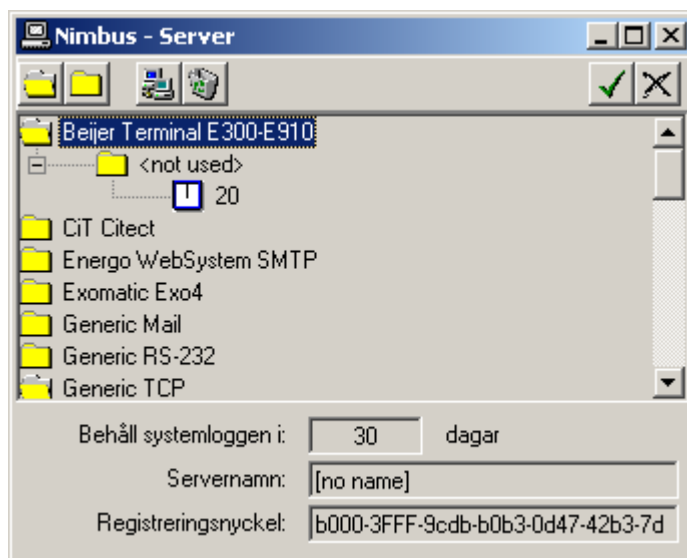 Nimbus - Server
Beijer Terminal E300-E910
<not used>
20
CiT Citect
Energo WebSystem SMTP
Exomatic Exo4
Generic Mail
Generic RS-232
Generic TCP
Behåll systemloggen i: 30 dagar
Servernamn: [no name]
Registreringsnyckel: b000-3FFF-9cdb-b0b3-0d47-42b3-7d